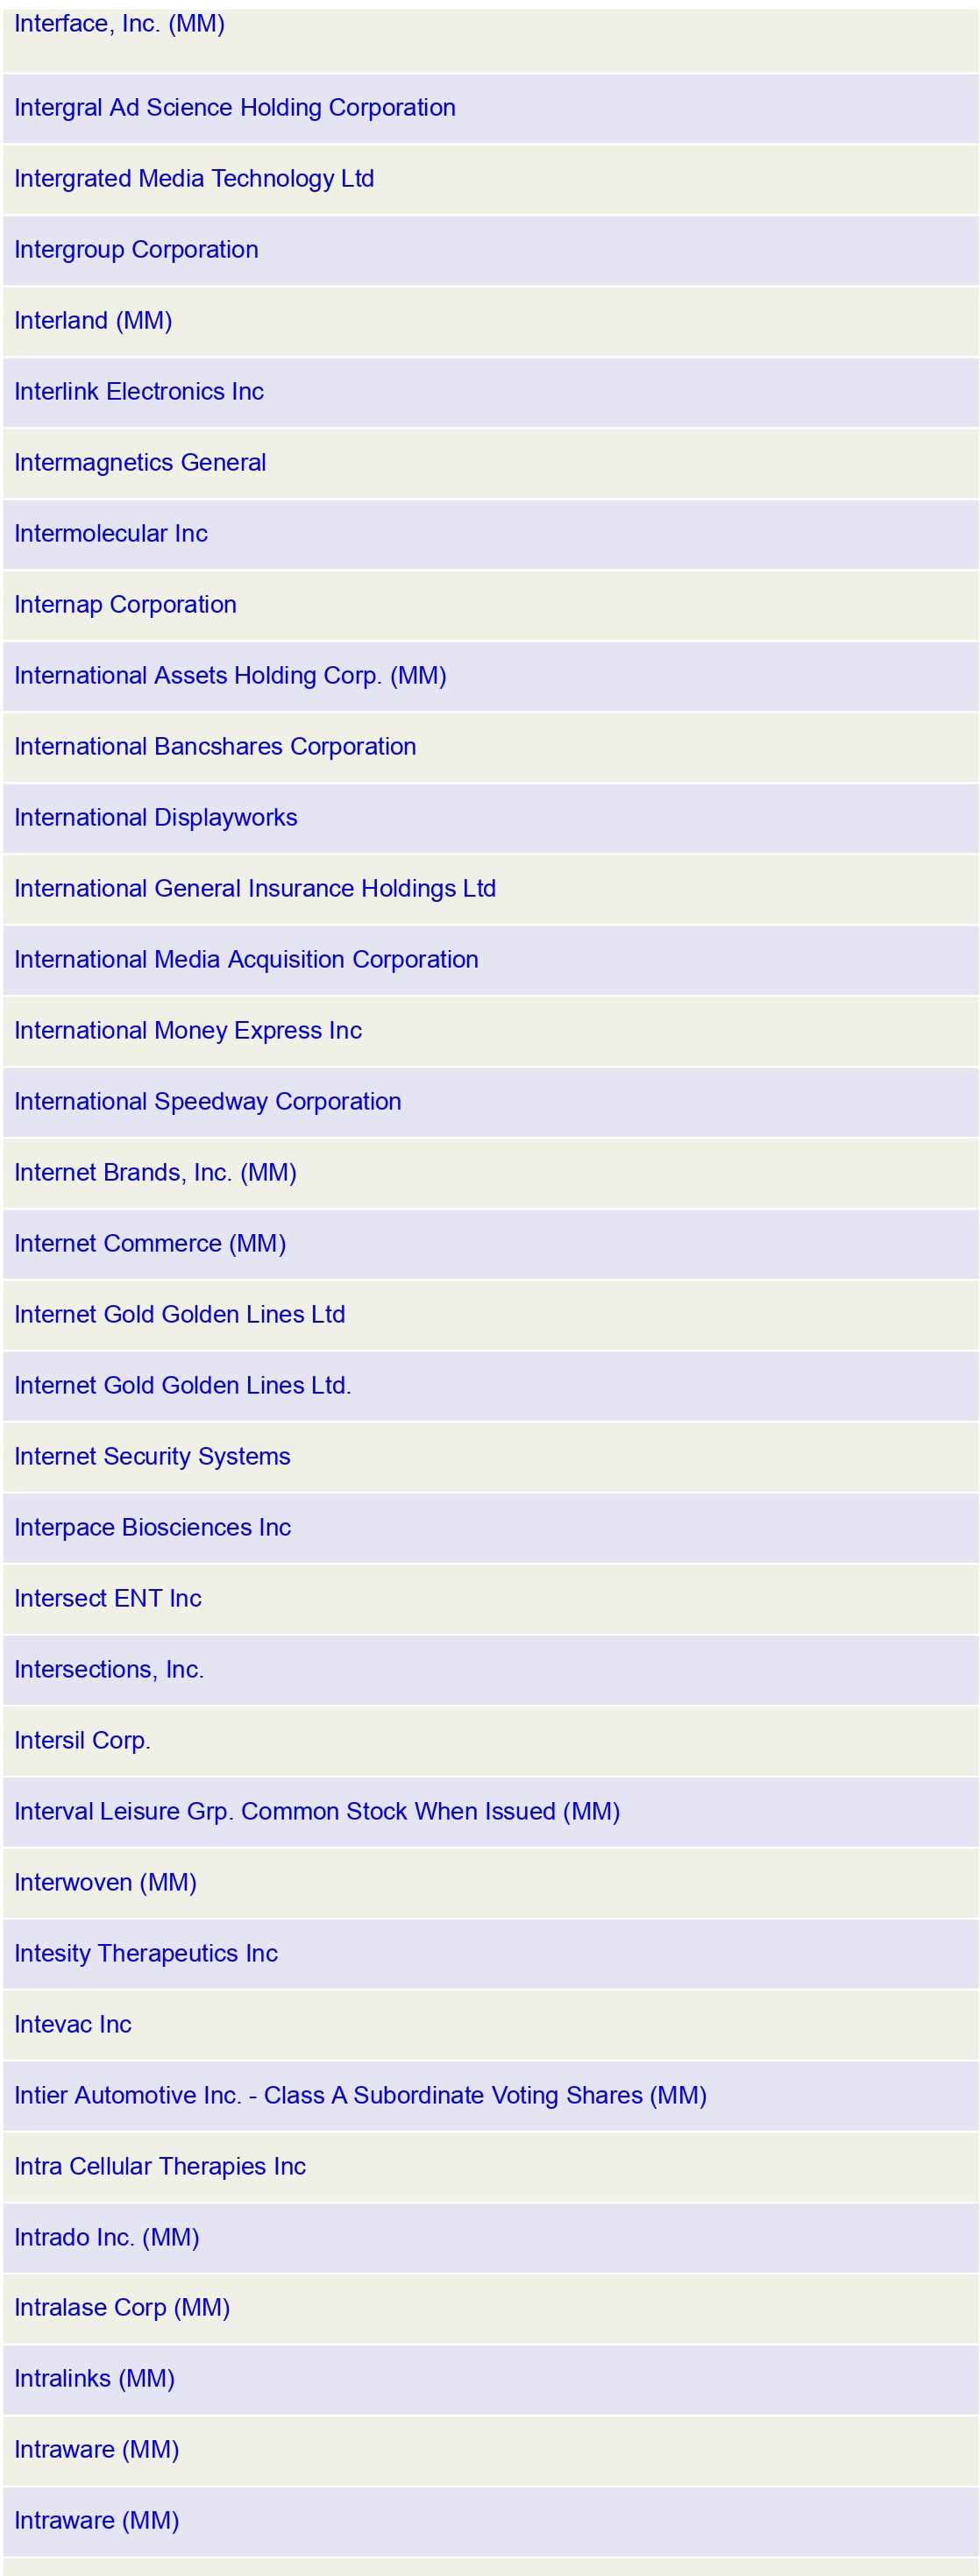 Interface, Inc. (MM)
Intergral Ad Science Holding Corporation
Intergrated Media Technology Ltd
Intergroup Corporation
Interland (MM)
Interlink Electronics Inc
Intermagnetics General
Intermolecular Inc
Internap Corporation
International Assets Holding Corp. (MM)
International Bancshares Corporation
International Displayworks
International General Insurance Holdings Ltd
International Media Acquisition Corporation
International Money Express Inc
International Speedway Corporation
Internet Brands, Inc. (MM)
Internet Commerce (MM)
Internet Gold Golden Lines Ltd
Internet Gold Golden Lines Ltd.
Internet Security Systems
Interpace Biosciences Inc
Intersect ENT Inc
Intersections, Inc.
Intersil Corp.
Interval Leisure Grp. Common Stock When Issued (MM)
Interwoven (MM)
Intesity Therapeutics Inc
Intevac Inc
Intier Automotive Inc. - Class A Subordinate Voting Shares (MM)
Intra Cellular Therapies Inc
Intrado Inc. (MM)
Intralase Corp (MM)
Intralinks (MM)
Intraware (MM)
Intraware (MM)